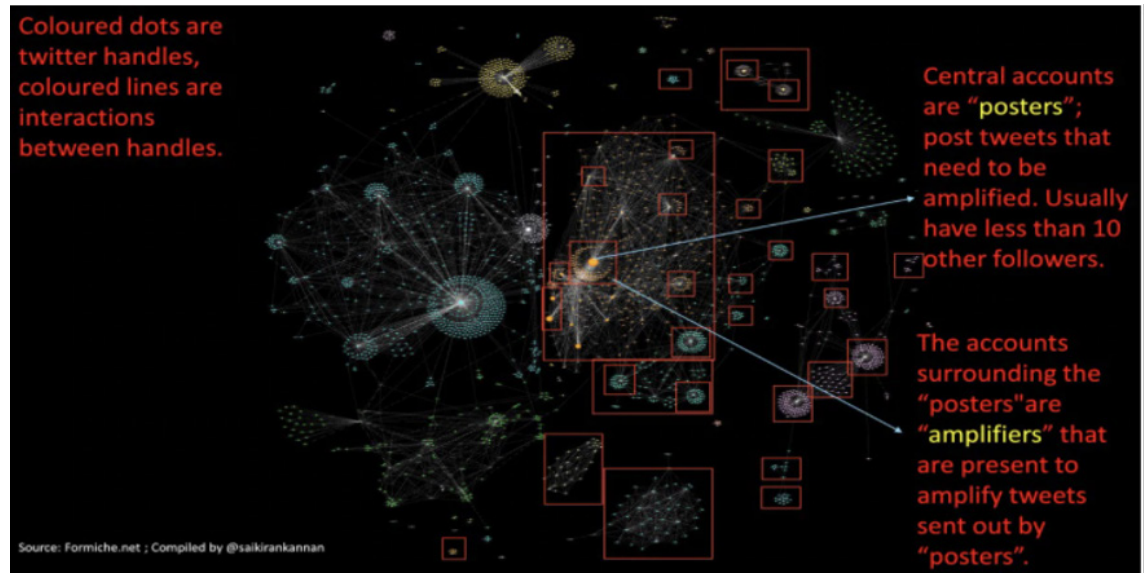 Coloured dots are
twitter handles,
coloured lines are
interactions
between handles.
Central accounts
are “posters”;
post tweets that
need to be
amplified. Usually
have less than 10
other followers.
The accounts
surrounding the
“posters"are
“amplifiers” that
are present to
amplify tweets
sent out by
“posters”.
Source: Formiche.net ; Compiled by @saikirankannan